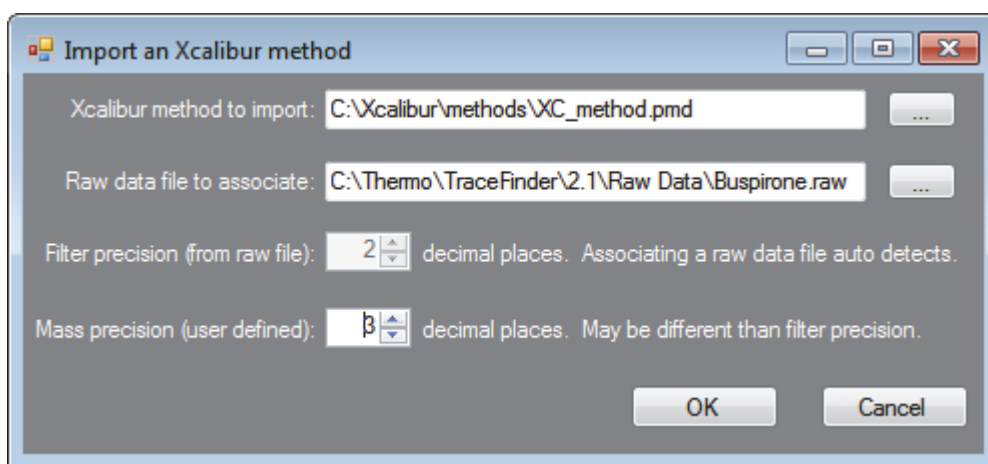 Import an Xcalibur method
Xcalibur method to import: C:\Xcalibur\methods\XC_method.pmd ...
Raw data file to associate: C:\Thermo\TraceFinder\2.1\Raw Data\Buspirone.raw ...
Filter precision (from raw file): 2 decimal places. Associating a raw data file auto detects.
Mass precision (user defined): 3 decimal places. May be different than filter precision.
OK Cancel